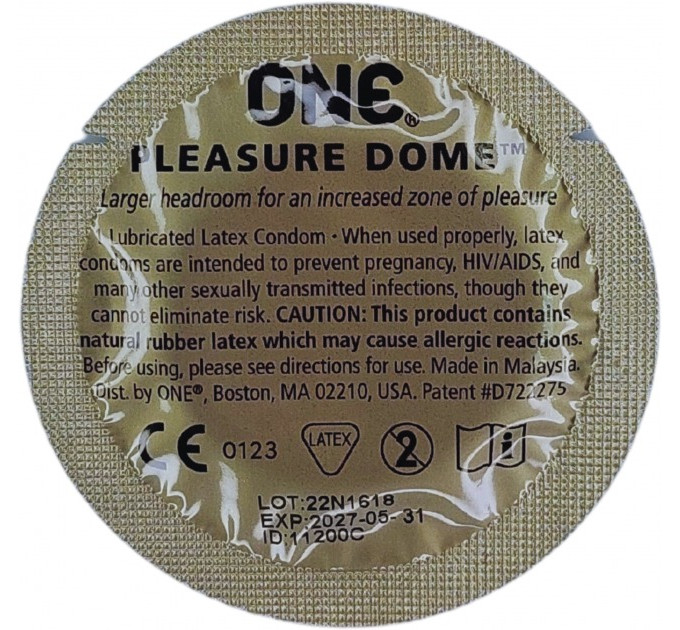 ONE®
PLEASURE DOME™
Larger headroom for an increased zone of pleasure
Lubricated Latex Condom • When used properly, latex
condoms are intended to prevent pregnancy, HIV/AIDS, and
many other sexually transmitted infections, though they
cannot eliminate risk. CAUTION: This product contains
natural rubber latex which may cause allergic reactions.
Before using, please see directions for use. Made in Malaysia.
Dist. by ONE®, Boston, MA 02210, USA. Patent #D722275
CE 0123 LATEX 2 i
LOT:22N1618
EXP:2027-05-31
ID:11200C